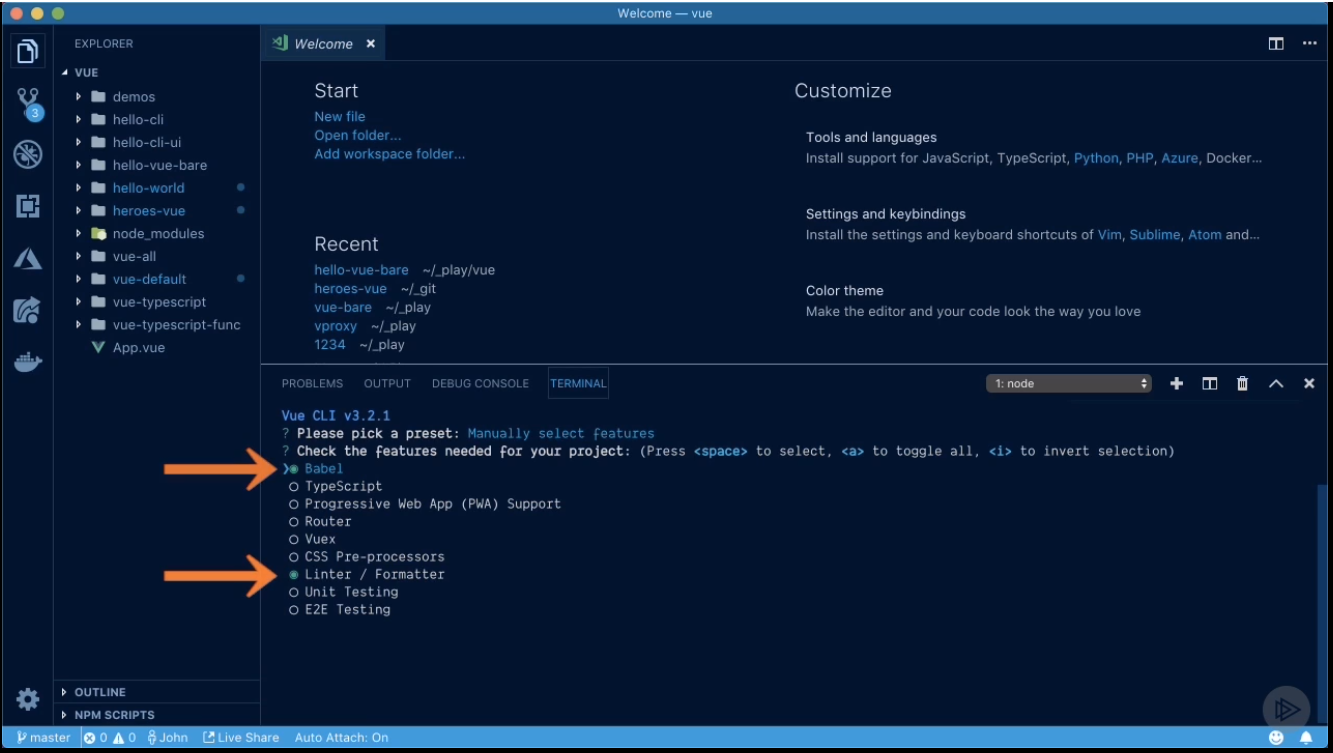 Welcome — vue
EXPLORER
VUE
demos
hello-cli
hello-cli-ui
hello-vue-bare
hello-world
heroes-vue
node_modules
vue-all
vue-default
vue-typescript
vue-typescript-func
App.vue
OUTLINE
NPM SCRIPTS
3
Welcome
Start
New file
Open folder...
Add workspace folder...
Recent
hello-vue-bare ~/_play/vue
heroes-vue ~/_git
vue-bare ~/_play
vproxy ~/_play
1234 ~/_play
Customize
Tools and languages
Install support for JavaScript, TypeScript, Python, PHP, Azure, Docker...
Settings and keybindings
Install the settings and keyboard shortcuts of Vim, Sublime, Atom and...
Color theme
Make the editor and your code look the way you love
PROBLEMS OUTPUT DEBUG CONSOLE TERMINAL 1: node
Vue CLI v3.2.1
? Please pick a preset: Manually select features
? Check the features needed for your project: (Press <space> to select, <a> to toggle all, <i> to invert selection)
❯◉ Babel
◯ TypeScript
◯ Progressive Web App (PWA) Support
◯ Router
◯ Vuex
◯ CSS Pre-processors
◉ Linter / Formatter
◯ Unit Testing
◯ E2E Testing
master 0 0 John Live Share Auto Attach: On